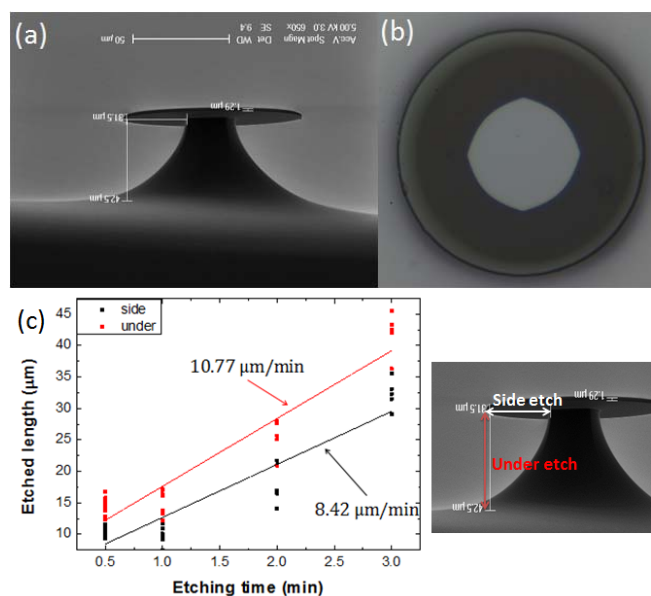 (a)
Acc.V Spot Magn Det WD
5.00 kV 3.0 650x SE 9.4
50 µm
1.29 µm
31.5 µm
42.5 µm
(b)
(c)
side
under
10.77 µm/min
8.42 µm/min
Etched length (µm)
45
40
35
30
25
20
15
10
0.5
1.0
1.5
2.0
2.5
3.0
Etching time (min)
1.29 µm
31.5 µm
Side etch
Under etch
42.5 µm